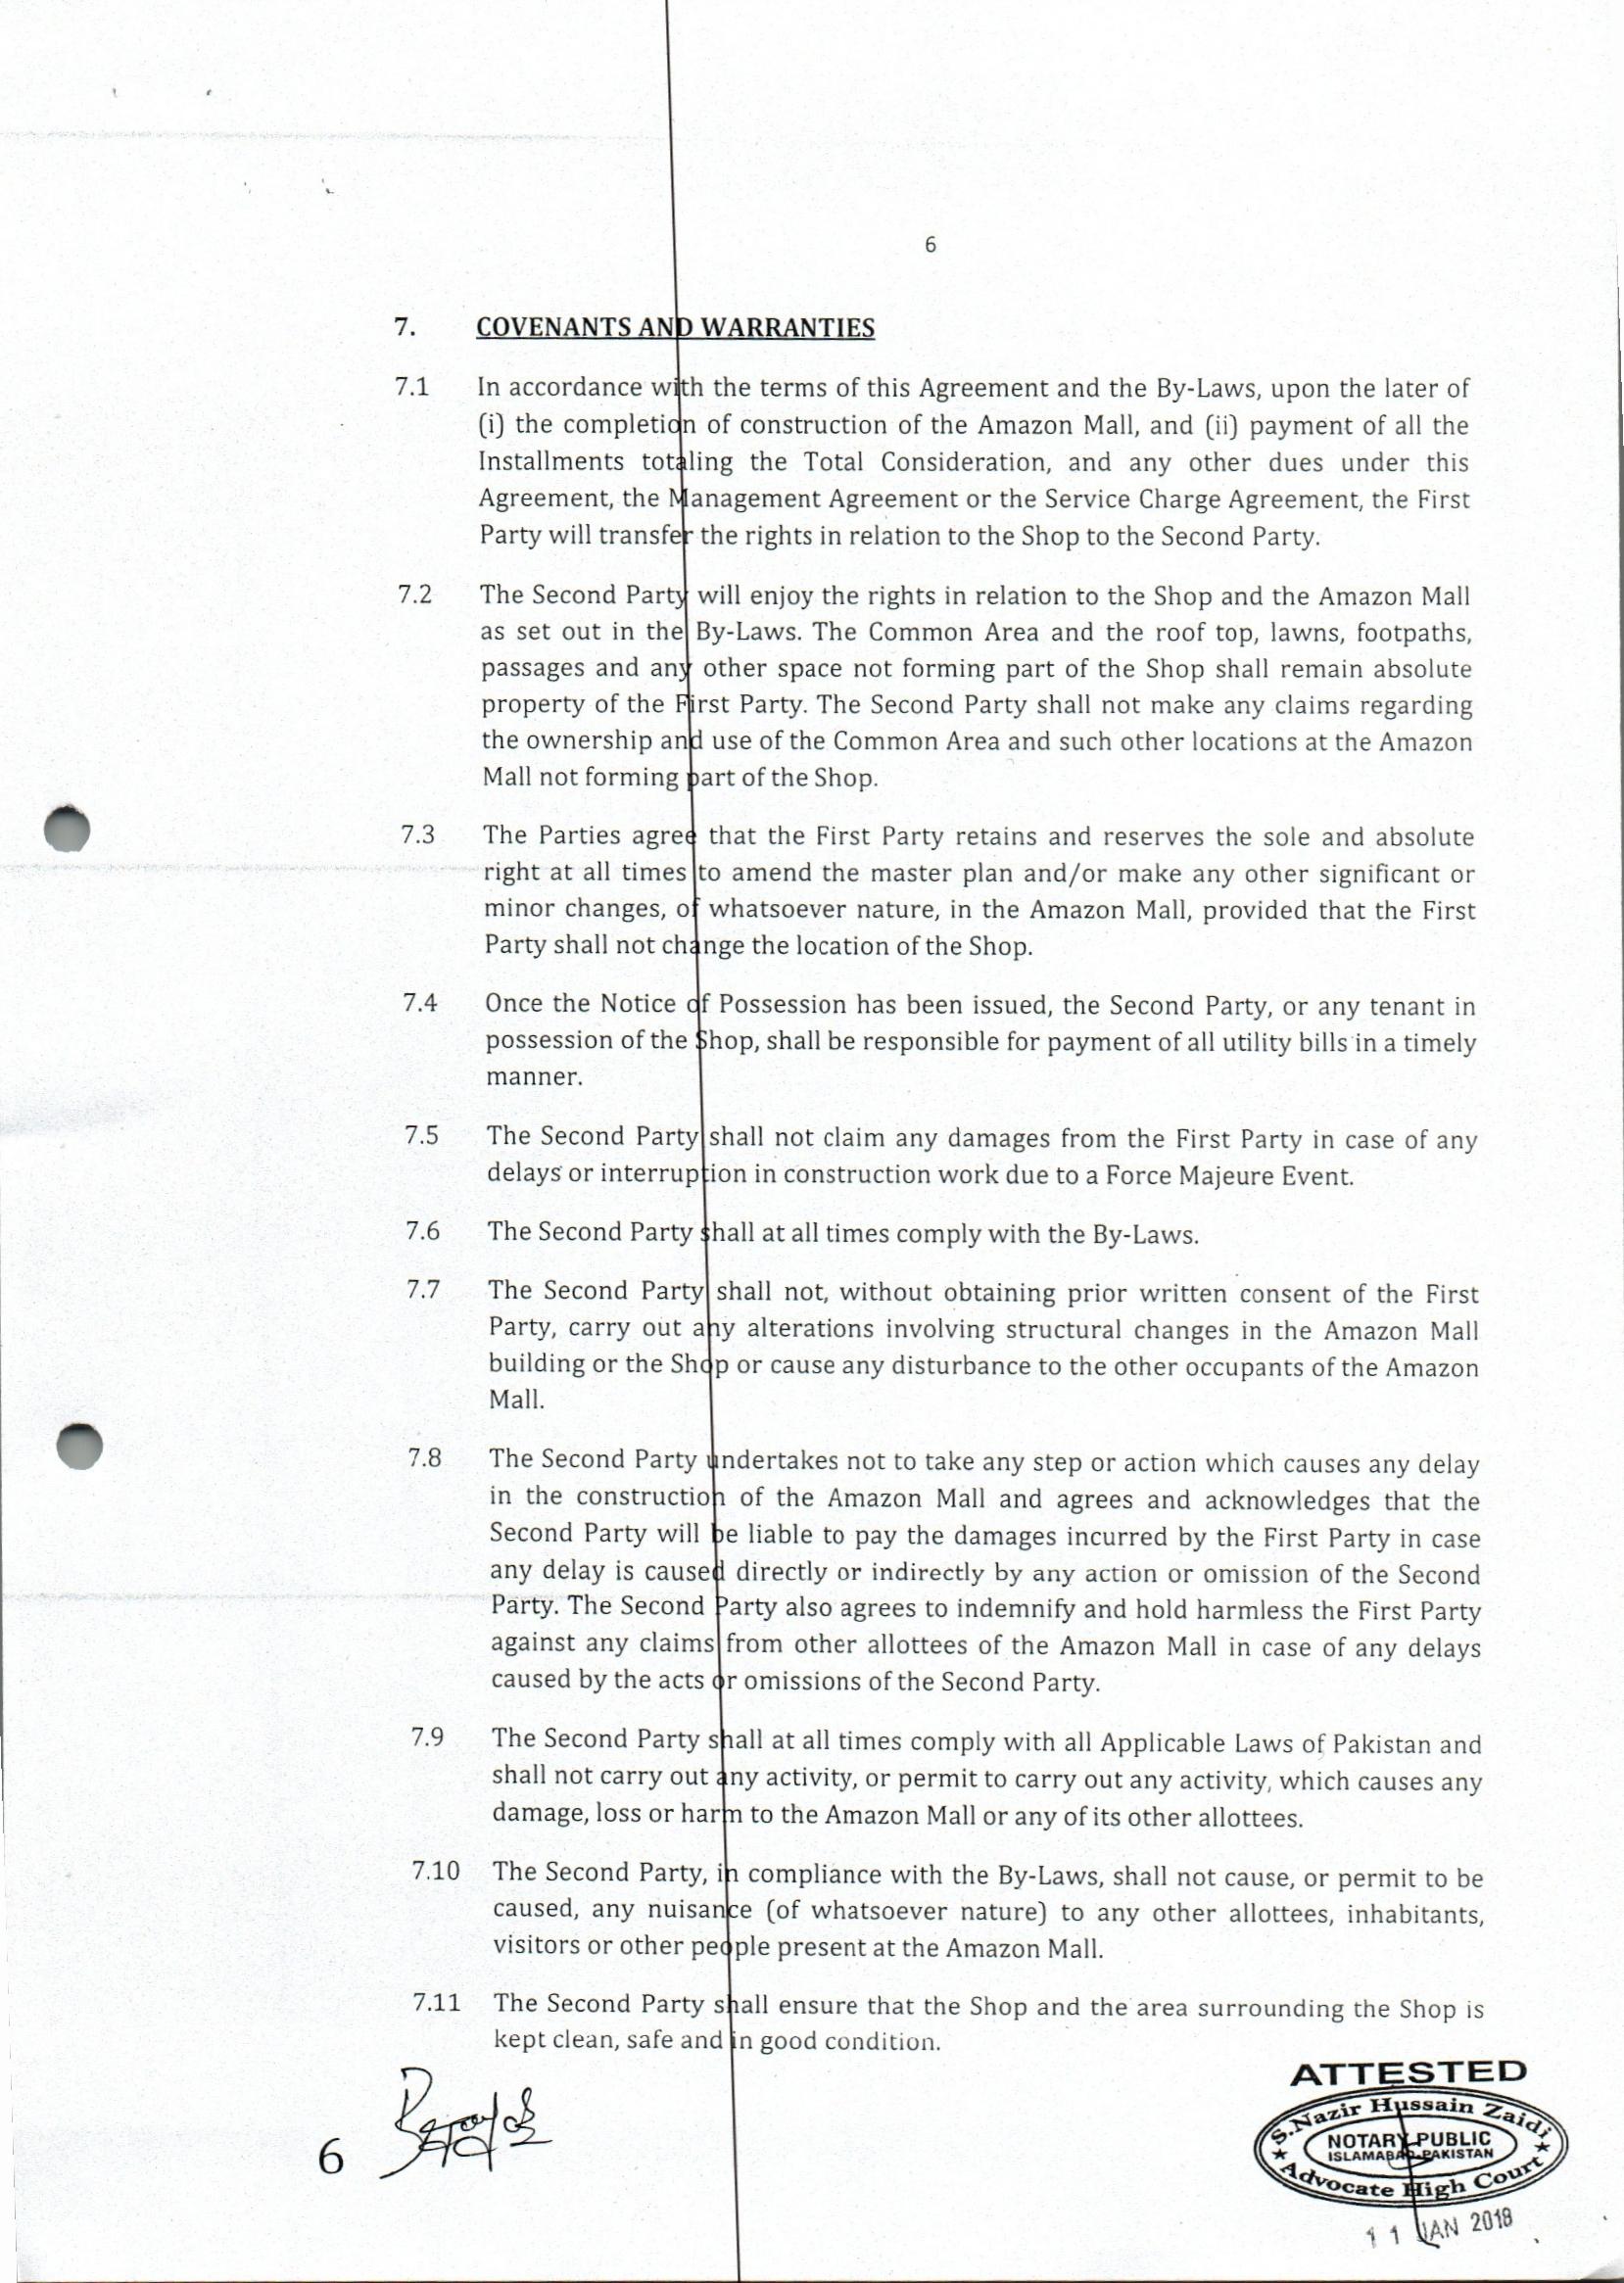 6
7. COVENANTS AND WARRANTIES
7.1 In accordance with the terms of this Agreement and the By-Laws, upon the later of
(i) the completion of construction of the Amazon Mall, and (ii) payment of all the
Installments totaling the Total Consideration, and any other dues under this
Agreement, the Management Agreement or the Service Charge Agreement, the First
Party will transfer the rights in relation to the Shop to the Second Party.
7.2 The Second Party will enjoy the rights in relation to the Shop and the Amazon Mall
as set out in the By-Laws. The Common Area and the roof top, lawns, footpaths,
passages and any other space not forming part of the Shop shall remain absolute
property of the First Party. The Second Party shall not make any claims regarding
the ownership and use of the Common Area and such other locations at the Amazon
Mall not forming part of the Shop.
7.3 The Parties agree that the First Party retains and reserves the sole and absolute
right at all times to amend the master plan and/or make any other significant or
minor changes, of whatsoever nature, in the Amazon Mall, provided that the First
Party shall not change the location of the Shop.
7.4 Once the Notice of Possession has been issued, the Second Party, or any tenant in
possession of the Shop, shall be responsible for payment of all utility bills in a timely
manner.
7.5 The Second Party shall not claim any damages from the First Party in case of any
delays or interruption in construction work due to a Force Majeure Event.
7.6 The Second Party shall at all times comply with the By-Laws.
7.7 The Second Party shall not, without obtaining prior written consent of the First
Party, carry out any alterations involving structural changes in the Amazon Mall
building or the Shop or cause any disturbance to the other occupants of the Amazon
Mall.
7.8 The Second Party undertakes not to take any step or action which causes any delay
in the construction of the Amazon Mall and agrees and acknowledges that the
Second Party will be liable to pay the damages incurred by the First Party in case
any delay is caused directly or indirectly by any action or omission of the Second
Party. The Second Party also agrees to indemnify and hold harmless the First Party
against any claims from other allottees of the Amazon Mall in case of any delays
caused by the acts or omissions of the Second Party.
7.9 The Second Party shall at all times comply with all Applicable Laws of Pakistan and
shall not carry out any activity, or permit to carry out any activity, which causes any
damage, loss or harm to the Amazon Mall or any of its other allottees.
7.10 The Second Party, in compliance with the By-Laws, shall not cause, or permit to be
caused, any nuisance (of whatsoever nature) to any other allottees, inhabitants,
visitors or other people present at the Amazon Mall.
7.11 The Second Party shall ensure that the Shop and the area surrounding the Shop is
kept clean, safe and in good condition.
6
ATTESTED
S.Nazir Hussain Zaidi
NOTARY PUBLIC
ISLAMABAD-PAKISTAN
Advocate High Court
11 JAN 2018